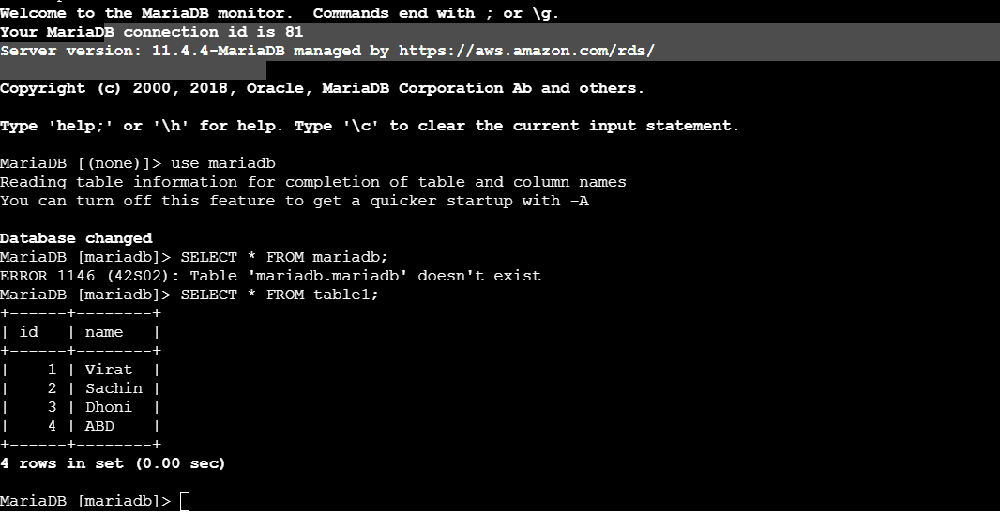 Welcome to the MariaDB monitor.  Commands end with ; or \g.
Your MariaDB connection id is 81
Server version: 11.4.4-MariaDB managed by https://aws.amazon.com/rds/
Copyright (c) 2000, 2018, Oracle, MariaDB Corporation Ab and others.
Type 'help;' or '\h' for help. Type '\c' to clear the current input statement.
MariaDB [(none)]> use mariadb
Reading table information for completion of table and column names
You can turn off this feature to get a quicker startup with -A
Database changed
MariaDB [mariadb]> SELECT * FROM mariadb;
ERROR 1146 (42S02): Table 'mariadb.mariadb' doesn't exist
MariaDB [mariadb]> SELECT * FROM table1;
+------+--------+
| id   | name   |
+------+--------+
|    1 | Virat  |
|    2 | Sachin |
|    3 | Dhoni  |
|    4 | ABD    |
+------+--------+
4 rows in set (0.00 sec)
MariaDB [mariadb]>